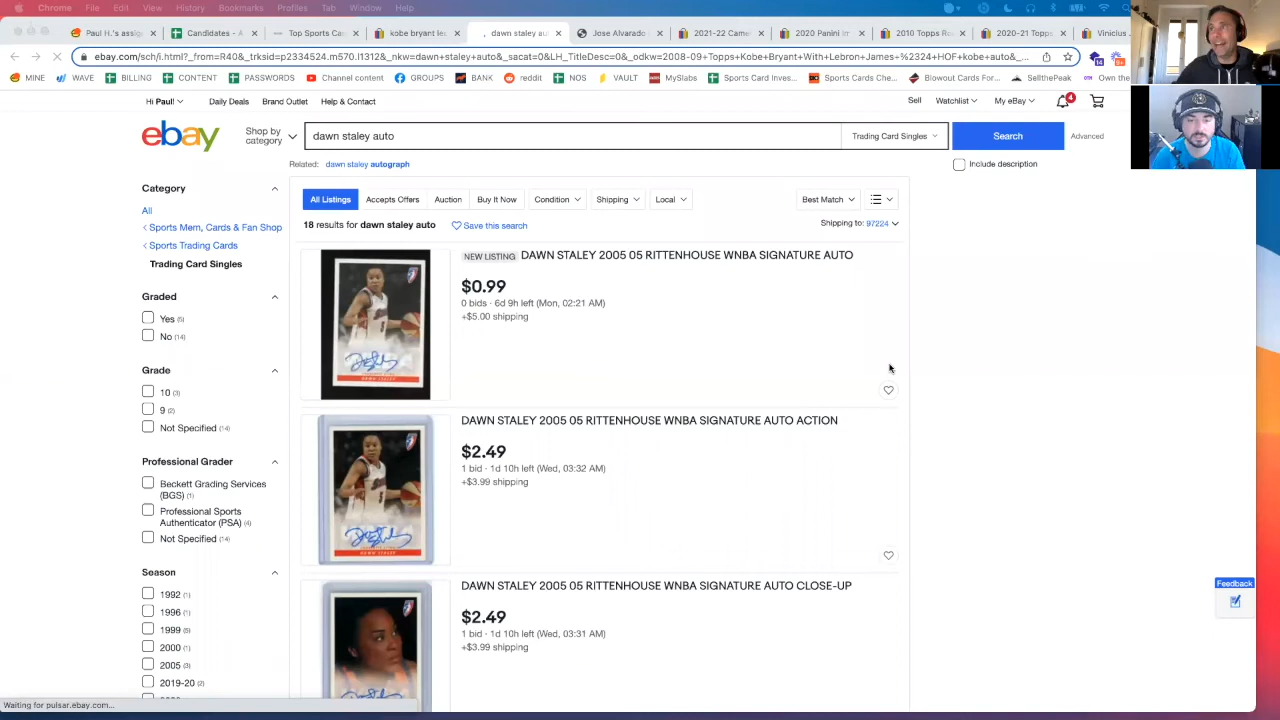 Chrome File Edit View History Bookmarks Profiles Tab Window Help
Paul H.'s assig
Candidates - A
Top Sports Car
kobe bryant le
dawn staley au
Jose Alvarado
2021-22 Cam
2020 Panini Im
2010 Topps Ro
2020-21 Topps
Vinicius
ebay.com/sch/i.html?_from=R40&_trksid=p2334524.m570.l1312&_nkw=dawn+staley+auto&_sacat=0&LH_TitleDesc=0&_odkw=2008-09+Topps+Kobe+Bryant+With+Lebron+James+%2324+HOF+kobe+auto&_...
MINE WAVE BILLING CONTENT PASSWORDS Channel content GROUPS BANK reddit NOS VAULT MySlabs Sports Card Inves... Sports Cards Che... Blowout Cards For... SellthePeak Own the
Hi Paul! Daily Deals Brand Outlet Help & Contact Sell Watchlist My eBay 4
ebay Shop by category dawn staley auto Trading Card Singles Search Advanced
Related: dawn staley autograph Include description
Category
All
Sports Mem, Cards & Fan Shop
Sports Trading Cards
Trading Card Singles
Graded
Yes (5)
No (14)
Grade
10 (3)
9 (2)
Not Specified (14)
Professional Grader
Beckett Grading Services
(BGS) (1)
Professional Sports
Authenticator (PSA) (4)
Not Specified (14)
Season
1992 (1)
1996 (1)
1999 (5)
2000 (1)
2005 (3)
2019-20 (2)
All Listings Accepts Offers Auction Buy It Now Condition Shipping Local Best Match
18 results for dawn staley auto Save this search Shipping to: 97224
NEW LISTING DAWN STALEY 2005 05 RITTENHOUSE WNBA SIGNATURE AUTO
$0.99
0 bids · 6d 9h left (Mon, 02:21 AM)
+$5.00 shipping
DAWN STALEY
DAWN STALEY 2005 05 RITTENHOUSE WNBA SIGNATURE AUTO ACTION
$2.49
1 bid · 1d 10h left (Wed, 03:32 AM)
+$3.99 shipping
DAWN STALEY
DAWN STALEY 2005 05 RITTENHOUSE WNBA SIGNATURE AUTO CLOSE-UP
$2.49
1 bid · 1d 10h left (Wed, 03:31 AM)
+$3.99 shipping
Feedback
Waiting for pulsar.ebay.com...